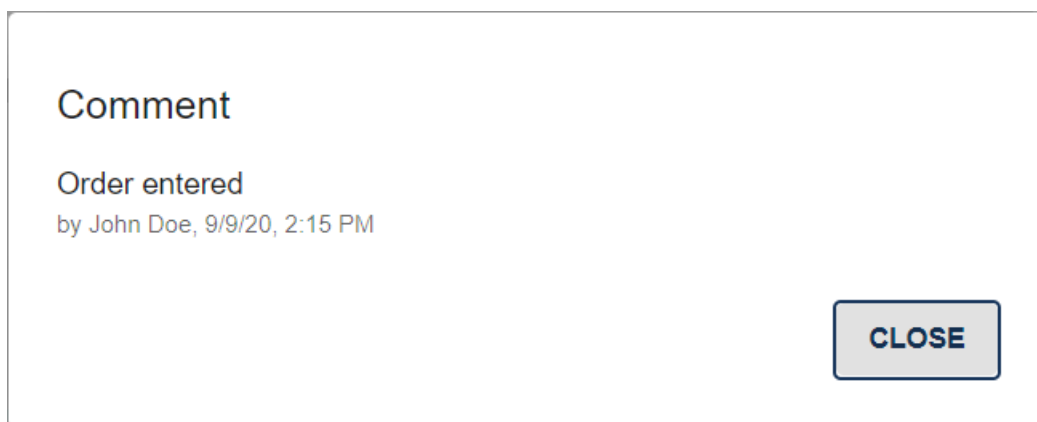 Comment
Order entered
by John Doe, 9/9/20, 2:15 PM
CLOSE